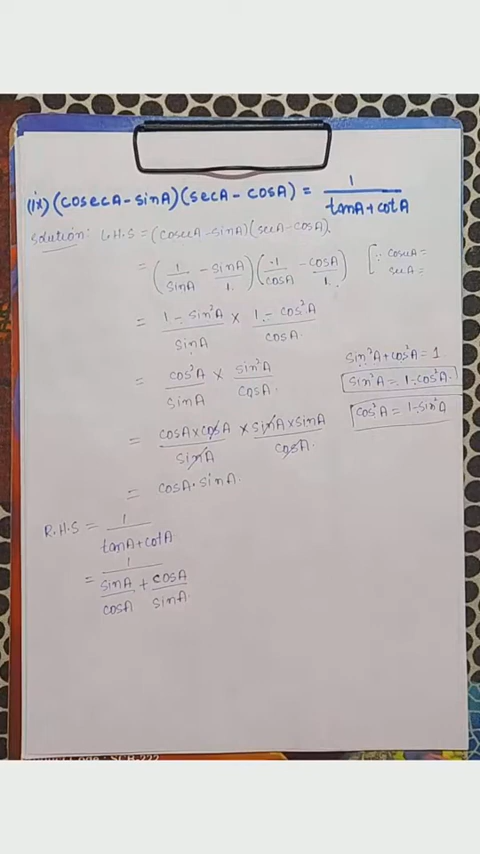 (ix) (cosecA - sinA)(secA - cosA) = 1/(tanA + cotA)
Solution: L.H.S = (cosecA - sinA)(secA - cosA).
= (1/sinA - sinA/1.)(1/cosA - cosA/1.) [∵ cosecA =
secA =
= (1 - sin²A)/sinA × (1 - cos²A)/cosA.
= cos²A/sinA × sin²A/cosA.
sin²A + cos²A = 1
sin²A = 1 - cos²A.
cos²A = 1 - sin²A
= (cosA × cosA)/sinA × (sinA × sinA)/cosA.
= cosA · sinA.
R.H.S = 1/(tanA + cotA)
= 1/(sinA/cosA + cosA/sinA.)